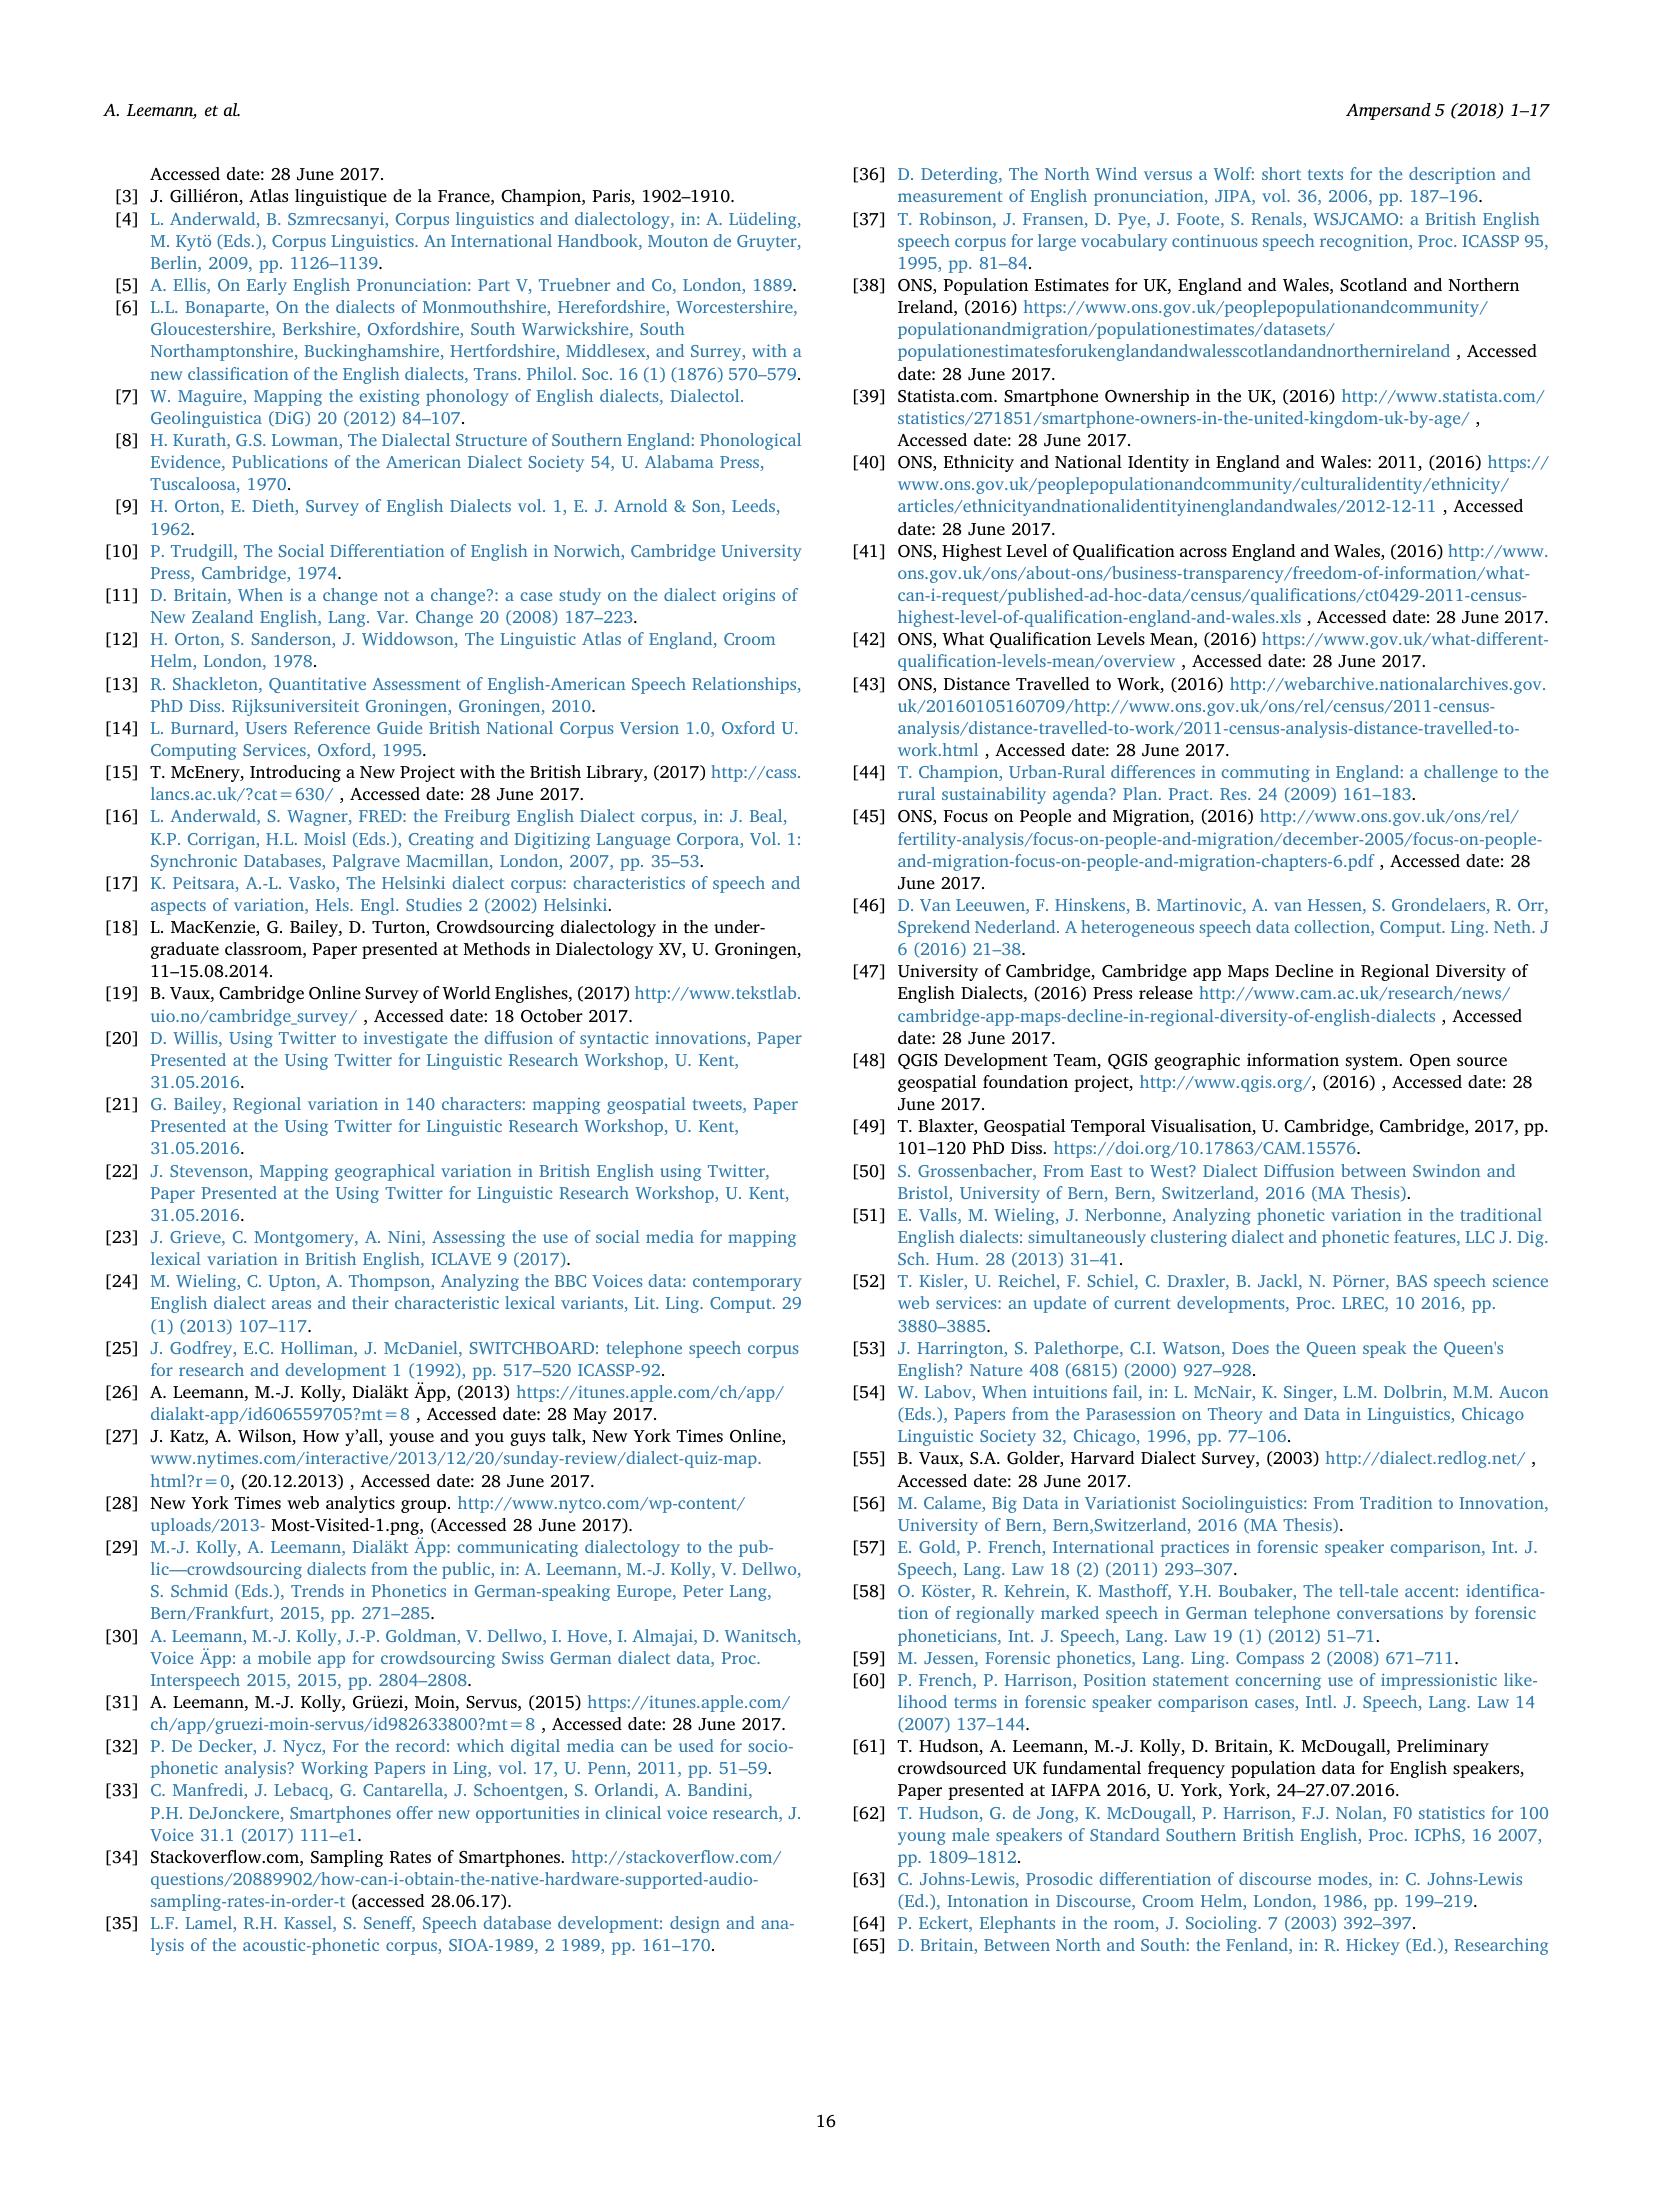 A. Leemann, et al.
Ampersand 5 (2018) 1–17
Accessed date: 28 June 2017.
[3] J. Gilliéron, Atlas linguistique de la France, Champion, Paris, 1902–1910.
[4] L. Anderwald, B. Szmrecsanyi, Corpus linguistics and dialectology, in: A. Lüdeling,
M. Kytö (Eds.), Corpus Linguistics. An International Handbook, Mouton de Gruyter,
Berlin, 2009, pp. 1126–1139.
[5] A. Ellis, On Early English Pronunciation: Part V, Truebner and Co, London, 1889.
[6] L.L. Bonaparte, On the dialects of Monmouthshire, Herefordshire, Worcestershire,
Gloucestershire, Berkshire, Oxfordshire, South Warwickshire, South
Northamptonshire, Buckinghamshire, Hertfordshire, Middlesex, and Surrey, with a
new classification of the English dialects, Trans. Philol. Soc. 16 (1) (1876) 570–579.
[7] W. Maguire, Mapping the existing phonology of English dialects, Dialectol.
Geolinguistica (DiG) 20 (2012) 84–107.
[8] H. Kurath, G.S. Lowman, The Dialectal Structure of Southern England: Phonological
Evidence, Publications of the American Dialect Society 54, U. Alabama Press,
Tuscaloosa, 1970.
[9] H. Orton, E. Dieth, Survey of English Dialects vol. 1, E. J. Arnold & Son, Leeds,
1962.
[10] P. Trudgill, The Social Differentiation of English in Norwich, Cambridge University
Press, Cambridge, 1974.
[11] D. Britain, When is a change not a change?: a case study on the dialect origins of
New Zealand English, Lang. Var. Change 20 (2008) 187–223.
[12] H. Orton, S. Sanderson, J. Widdowson, The Linguistic Atlas of England, Croom
Helm, London, 1978.
[13] R. Shackleton, Quantitative Assessment of English-American Speech Relationships,
PhD Diss. Rijksuniversiteit Groningen, Groningen, 2010.
[14] L. Burnard, Users Reference Guide British National Corpus Version 1.0, Oxford U.
Computing Services, Oxford, 1995.
[15] T. McEnery, Introducing a New Project with the British Library, (2017) http://cass.
lancs.ac.uk/?cat=630/ , Accessed date: 28 June 2017.
[16] L. Anderwald, S. Wagner, FRED: the Freiburg English Dialect corpus, in: J. Beal,
K.P. Corrigan, H.L. Moisl (Eds.), Creating and Digitizing Language Corpora, Vol. 1:
Synchronic Databases, Palgrave Macmillan, London, 2007, pp. 35–53.
[17] K. Peitsara, A.-L. Vasko, The Helsinki dialect corpus: characteristics of speech and
aspects of variation, Hels. Engl. Studies 2 (2002) Helsinki.
[18] L. MacKenzie, G. Bailey, D. Turton, Crowdsourcing dialectology in the under-
graduate classroom, Paper presented at Methods in Dialectology XV, U. Groningen,
11–15.08.2014.
[19] B. Vaux, Cambridge Online Survey of World Englishes, (2017) http://www.tekstlab.
uio.no/cambridge_survey/ , Accessed date: 18 October 2017.
[20] D. Willis, Using Twitter to investigate the diffusion of syntactic innovations, Paper
Presented at the Using Twitter for Linguistic Research Workshop, U. Kent,
31.05.2016.
[21] G. Bailey, Regional variation in 140 characters: mapping geospatial tweets, Paper
Presented at the Using Twitter for Linguistic Research Workshop, U. Kent,
31.05.2016.
[22] J. Stevenson, Mapping geographical variation in British English using Twitter,
Paper Presented at the Using Twitter for Linguistic Research Workshop, U. Kent,
31.05.2016.
[23] J. Grieve, C. Montgomery, A. Nini, Assessing the use of social media for mapping
lexical variation in British English, ICLAVE 9 (2017).
[24] M. Wieling, C. Upton, A. Thompson, Analyzing the BBC Voices data: contemporary
English dialect areas and their characteristic lexical variants, Lit. Ling. Comput. 29
(1) (2013) 107–117.
[25] J. Godfrey, E.C. Holliman, J. McDaniel, SWITCHBOARD: telephone speech corpus
for research and development 1 (1992), pp. 517–520 ICASSP-92.
[26] A. Leemann, M.-J. Kolly, Dialäkt Äpp, (2013) https://itunes.apple.com/ch/app/
dialakt-app/id606559705?mt=8 , Accessed date: 28 May 2017.
[27] J. Katz, A. Wilson, How y’all, youse and you guys talk, New York Times Online,
www.nytimes.com/interactive/2013/12/20/sunday-review/dialect-quiz-map.
html?r=0, (20.12.2013) , Accessed date: 28 June 2017.
[28] New York Times web analytics group. http://www.nytco.com/wp-content/
uploads/2013- Most-Visited-1.png, (Accessed 28 June 2017).
[29] M.-J. Kolly, A. Leemann, Dialäkt Äpp: communicating dialectology to the pub-
lic—crowdsourcing dialects from the public, in: A. Leemann, M.-J. Kolly, V. Dellwo,
S. Schmid (Eds.), Trends in Phonetics in German-speaking Europe, Peter Lang,
Bern/Frankfurt, 2015, pp. 271–285.
[30] A. Leemann, M.-J. Kolly, J.-P. Goldman, V. Dellwo, I. Hove, I. Almajai, D. Wanitsch,
Voice Äpp: a mobile app for crowdsourcing Swiss German dialect data, Proc.
Interspeech 2015, 2015, pp. 2804–2808.
[31] A. Leemann, M.-J. Kolly, Grüezi, Moin, Servus, (2015) https://itunes.apple.com/
ch/app/gruezi-moin-servus/id982633800?mt=8 , Accessed date: 28 June 2017.
[32] P. De Decker, J. Nycz, For the record: which digital media can be used for socio-
phonetic analysis? Working Papers in Ling, vol. 17, U. Penn, 2011, pp. 51–59.
[33] C. Manfredi, J. Lebacq, G. Cantarella, J. Schoentgen, S. Orlandi, A. Bandini,
P.H. DeJonckere, Smartphones offer new opportunities in clinical voice research, J.
Voice 31.1 (2017) 111–e1.
[34] Stackoverflow.com, Sampling Rates of Smartphones. http://stackoverflow.com/
questions/20889902/how-can-i-obtain-the-native-hardware-supported-audio-
sampling-rates-in-order-t (accessed 28.06.17).
[35] L.F. Lamel, R.H. Kassel, S. Seneff, Speech database development: design and ana-
lysis of the acoustic-phonetic corpus, SIOA-1989, 2 1989, pp. 161–170.
[36] D. Deterding, The North Wind versus a Wolf: short texts for the description and
measurement of English pronunciation, JIPA, vol. 36, 2006, pp. 187–196.
[37] T. Robinson, J. Fransen, D. Pye, J. Foote, S. Renals, WSJCAMO: a British English
speech corpus for large vocabulary continuous speech recognition, Proc. ICASSP 95,
1995, pp. 81–84.
[38] ONS, Population Estimates for UK, England and Wales, Scotland and Northern
Ireland, (2016) https://www.ons.gov.uk/peoplepopulationandcommunity/
populationandmigration/populationestimates/datasets/
populationestimatesforukenglandandwalesscotlandandnorthernireland , Accessed
date: 28 June 2017.
[39] Statista.com. Smartphone Ownership in the UK, (2016) http://www.statista.com/
statistics/271851/smartphone-owners-in-the-united-kingdom-uk-by-age/ ,
Accessed date: 28 June 2017.
[40] ONS, Ethnicity and National Identity in England and Wales: 2011, (2016) https://
www.ons.gov.uk/peoplepopulationandcommunity/culturalidentity/ethnicity/
articles/ethnicityandnationalidentityinenglandandwales/2012-12-11 , Accessed
date: 28 June 2017.
[41] ONS, Highest Level of Qualification across England and Wales, (2016) http://www.
ons.gov.uk/ons/about-ons/business-transparency/freedom-of-information/what-
can-i-request/published-ad-hoc-data/census/qualifications/ct0429-2011-census-
highest-level-of-qualification-england-and-wales.xls , Accessed date: 28 June 2017.
[42] ONS, What Qualification Levels Mean, (2016) https://www.gov.uk/what-different-
qualification-levels-mean/overview , Accessed date: 28 June 2017.
[43] ONS, Distance Travelled to Work, (2016) http://webarchive.nationalarchives.gov.
uk/20160105160709/http://www.ons.gov.uk/ons/rel/census/2011-census-
analysis/distance-travelled-to-work/2011-census-analysis-distance-travelled-to-
work.html , Accessed date: 28 June 2017.
[44] T. Champion, Urban-Rural differences in commuting in England: a challenge to the
rural sustainability agenda? Plan. Pract. Res. 24 (2009) 161–183.
[45] ONS, Focus on People and Migration, (2016) http://www.ons.gov.uk/ons/rel/
fertility-analysis/focus-on-people-and-migration/december-2005/focus-on-people-
and-migration-focus-on-people-and-migration-chapters-6.pdf , Accessed date: 28
June 2017.
[46] D. Van Leeuwen, F. Hinskens, B. Martinovic, A. van Hessen, S. Grondelaers, R. Orr,
Sprekend Nederland. A heterogeneous speech data collection, Comput. Ling. Neth. J
6 (2016) 21–38.
[47] University of Cambridge, Cambridge app Maps Decline in Regional Diversity of
English Dialects, (2016) Press release http://www.cam.ac.uk/research/news/
cambridge-app-maps-decline-in-regional-diversity-of-english-dialects , Accessed
date: 28 June 2017.
[48] QGIS Development Team, QGIS geographic information system. Open source
geospatial foundation project, http://www.qgis.org/, (2016) , Accessed date: 28
June 2017.
[49] T. Blaxter, Geospatial Temporal Visualisation, U. Cambridge, Cambridge, 2017, pp.
101–120 PhD Diss. https://doi.org/10.17863/CAM.15576.
[50] S. Grossenbacher, From East to West? Dialect Diffusion between Swindon and
Bristol, University of Bern, Bern, Switzerland, 2016 (MA Thesis).
[51] E. Valls, M. Wieling, J. Nerbonne, Analyzing phonetic variation in the traditional
English dialects: simultaneously clustering dialect and phonetic features, LLC J. Dig.
Sch. Hum. 28 (2013) 31–41.
[52] T. Kisler, U. Reichel, F. Schiel, C. Draxler, B. Jackl, N. Pörner, BAS speech science
web services: an update of current developments, Proc. LREC, 10 2016, pp.
3880–3885.
[53] J. Harrington, S. Palethorpe, C.I. Watson, Does the Queen speak the Queen's
English? Nature 408 (6815) (2000) 927–928.
[54] W. Labov, When intuitions fail, in: L. McNair, K. Singer, L.M. Dolbrin, M.M. Aucon
(Eds.), Papers from the Parasession on Theory and Data in Linguistics, Chicago
Linguistic Society 32, Chicago, 1996, pp. 77–106.
[55] B. Vaux, S.A. Golder, Harvard Dialect Survey, (2003) http://dialect.redlog.net/ ,
Accessed date: 28 June 2017.
[56] M. Calame, Big Data in Variationist Sociolinguistics: From Tradition to Innovation,
University of Bern, Bern,Switzerland, 2016 (MA Thesis).
[57] E. Gold, P. French, International practices in forensic speaker comparison, Int. J.
Speech, Lang. Law 18 (2) (2011) 293–307.
[58] O. Köster, R. Kehrein, K. Masthoff, Y.H. Boubaker, The tell-tale accent: identifica-
tion of regionally marked speech in German telephone conversations by forensic
phoneticians, Int. J. Speech, Lang. Law 19 (1) (2012) 51–71.
[59] M. Jessen, Forensic phonetics, Lang. Ling. Compass 2 (2008) 671–711.
[60] P. French, P. Harrison, Position statement concerning use of impressionistic like-
lihood terms in forensic speaker comparison cases, Intl. J. Speech, Lang. Law 14
(2007) 137–144.
[61] T. Hudson, A. Leemann, M.-J. Kolly, D. Britain, K. McDougall, Preliminary
crowdsourced UK fundamental frequency population data for English speakers,
Paper presented at IAFPA 2016, U. York, York, 24–27.07.2016.
[62] T. Hudson, G. de Jong, K. McDougall, P. Harrison, F.J. Nolan, F0 statistics for 100
young male speakers of Standard Southern British English, Proc. ICPhS, 16 2007,
pp. 1809–1812.
[63] C. Johns-Lewis, Prosodic differentiation of discourse modes, in: C. Johns-Lewis
(Ed.), Intonation in Discourse, Croom Helm, London, 1986, pp. 199–219.
[64] P. Eckert, Elephants in the room, J. Socioling. 7 (2003) 392–397.
[65] D. Britain, Between North and South: the Fenland, in: R. Hickey (Ed.), Researching
16